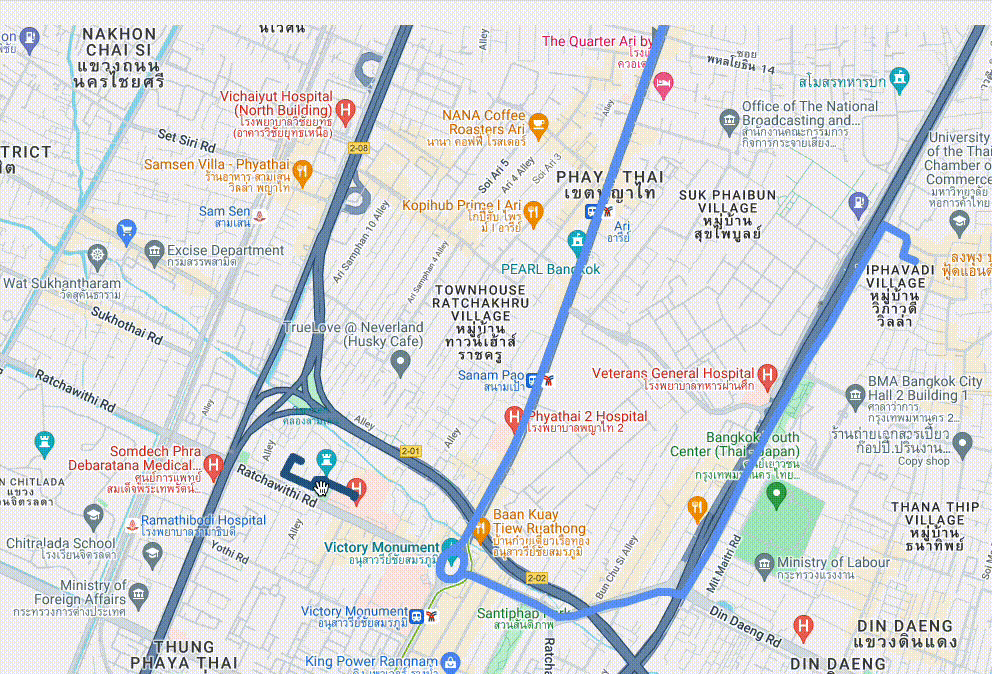 NAKHON
CHAI SI
แขวงถนน
นครไชยศรี
Alley
The Quarter Ari by
ซอย
พหลโยธิน 14
สโมสรทหารบก
Vichaiyut Hospital
(North Building)
โรงพยาบาลวิชัยยุทธ
(อาคารวิชัยยุทธเหนือ)
Set Siri Rd
2-08
NANA Coffee
Roasters Ari
นานา คอฟฟี่ โรสเตอร์
Alley
Office of The National
Broadcasting and...
สำนักงานคณะกรรมการ
กิจการกระจายเสียง...
University
of the Thai
Chamber of
Commerce
มหาวิทยาลัย
หอการค้าไทย
TRICT
Samsen Villa - Phyathai
ร้านอาหาร สามเสน
วิลล่า พญาไท
Soi Ari 5
Ari 4 Alley
Soi Ari 3
PHAYA THAI
เขตพญาไท
SUK PHAIBUN
VILLAGE
หมู่บ้าน
สุขไพบูลย์
Sam Sen
สามเสน
Kopihub Prime I Ari
โกปี๊ฮับ ไพร
ม์ I อารีย์
Ari
อารีย์
Ari Samphan 10 Alley
Ari Samphan 4 Alley
Excise Department
กรมสรรพสามิต
PEARL Bangkok
Wat Sukhantharam
วัดสุคันธาราม
IPHAVADI
VILLAGE
หมู่บ้าน
วิภาวดี
วิลล่า
Sukhothai Rd
TOWNHOUSE
RATCHAKHRU
VILLAGE
หมู่บ้าน
ทาวน์เฮ้าส์
ราชครู
TrueLove @ Neverland
(Husky Cafe)
Sanam Pao
สนามเป้า
Veterans General Hospital
โรงพยาบาลทหารผ่านศึก
Ratchawithi Rd
Alley
Alley
Alley
BMA Bangkok City
Hall 2 Building 1
ศาลาว่าการ
กรุงเทพมหานคร 2...
Phyathai 2 Hospital
โรงพยาบาลพญาไท 2
ร้านถ่ายเอกสารเปี๊ยว
ก๊อปปี้.ปริ้นงาน...
Copy shop
Bangkok Youth
Center (Thai-Japan)
Somdech Phra
Debaratana Medical...
ศูนย์การแพทย์
สมเด็จพระเทพรัตน์...
Alley
2-01
N CHITLADA
แขวง
Ratchawithi Rd
Ramathibodi Hospital
โรงพยาบาลรามาธิบดี
Chitralada School
โรงเรียนจิตรลดา
Alley
Yothi Rd
Baan Kuay
Tiew Ruathong
บ้านก๋วยเตี๋ยวเรือทอง
อนุสาวรีย์ชัยสมรภูมิ
THANA THIP
VILLAGE
หมู่บ้าน
ธนาทิพย์
Victory Monument
อนุสาวรีย์ชัยสมรภูมิ
Bun Chu Si Alley
Mit Maitri Rd
Ministry of Labour
กระทรวงแรงงาน
2-02
Ministry of
Foreign Affairs
กระทรวงการต่างประเทศ
Victory Monument
อนุสาวรีย์ชัยสมรภูมิ
Santiphap Park
สวนสันติภาพ
Din Daeng Rd
DIN DAENG
แขวงดินแดง
THUNG
PHAYA THAI
King Power Rangnam
Ratcha
DIN DAENG